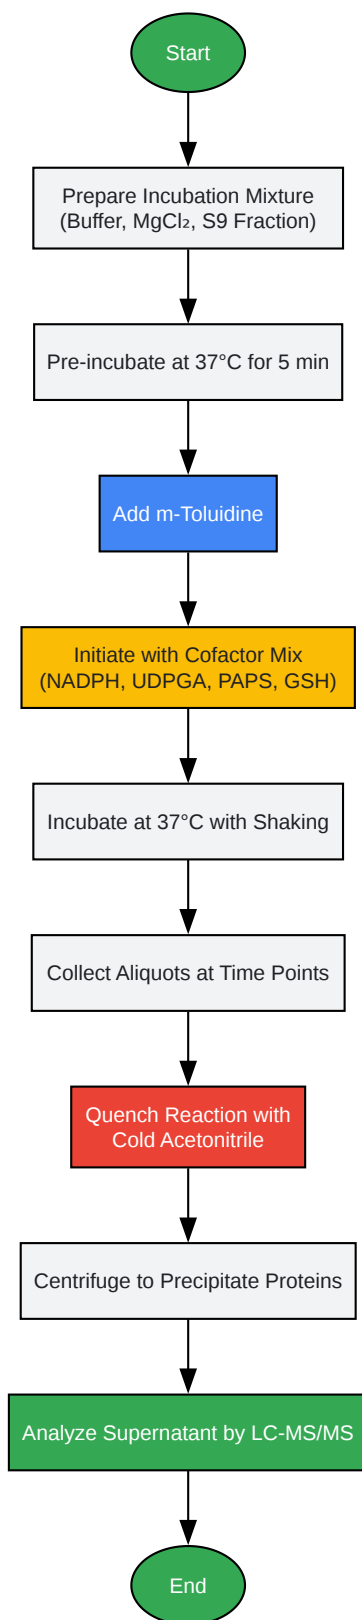 Start
Prepare Incubation Mixture
(Buffer, MgCl₂, S9 Fraction)
Pre-incubate at 37°C for 5 min
Add m-Toluidine
Initiate with Cofactor Mix
(NADPH, UDPGA, PAPS, GSH)
Incubate at 37°C with Shaking
Collect Aliquots at Time Points
Quench Reaction with
Cold Acetonitrile
Centrifuge to Precipitate Proteins
Analyze Supernatant by LC-MS/MS
End